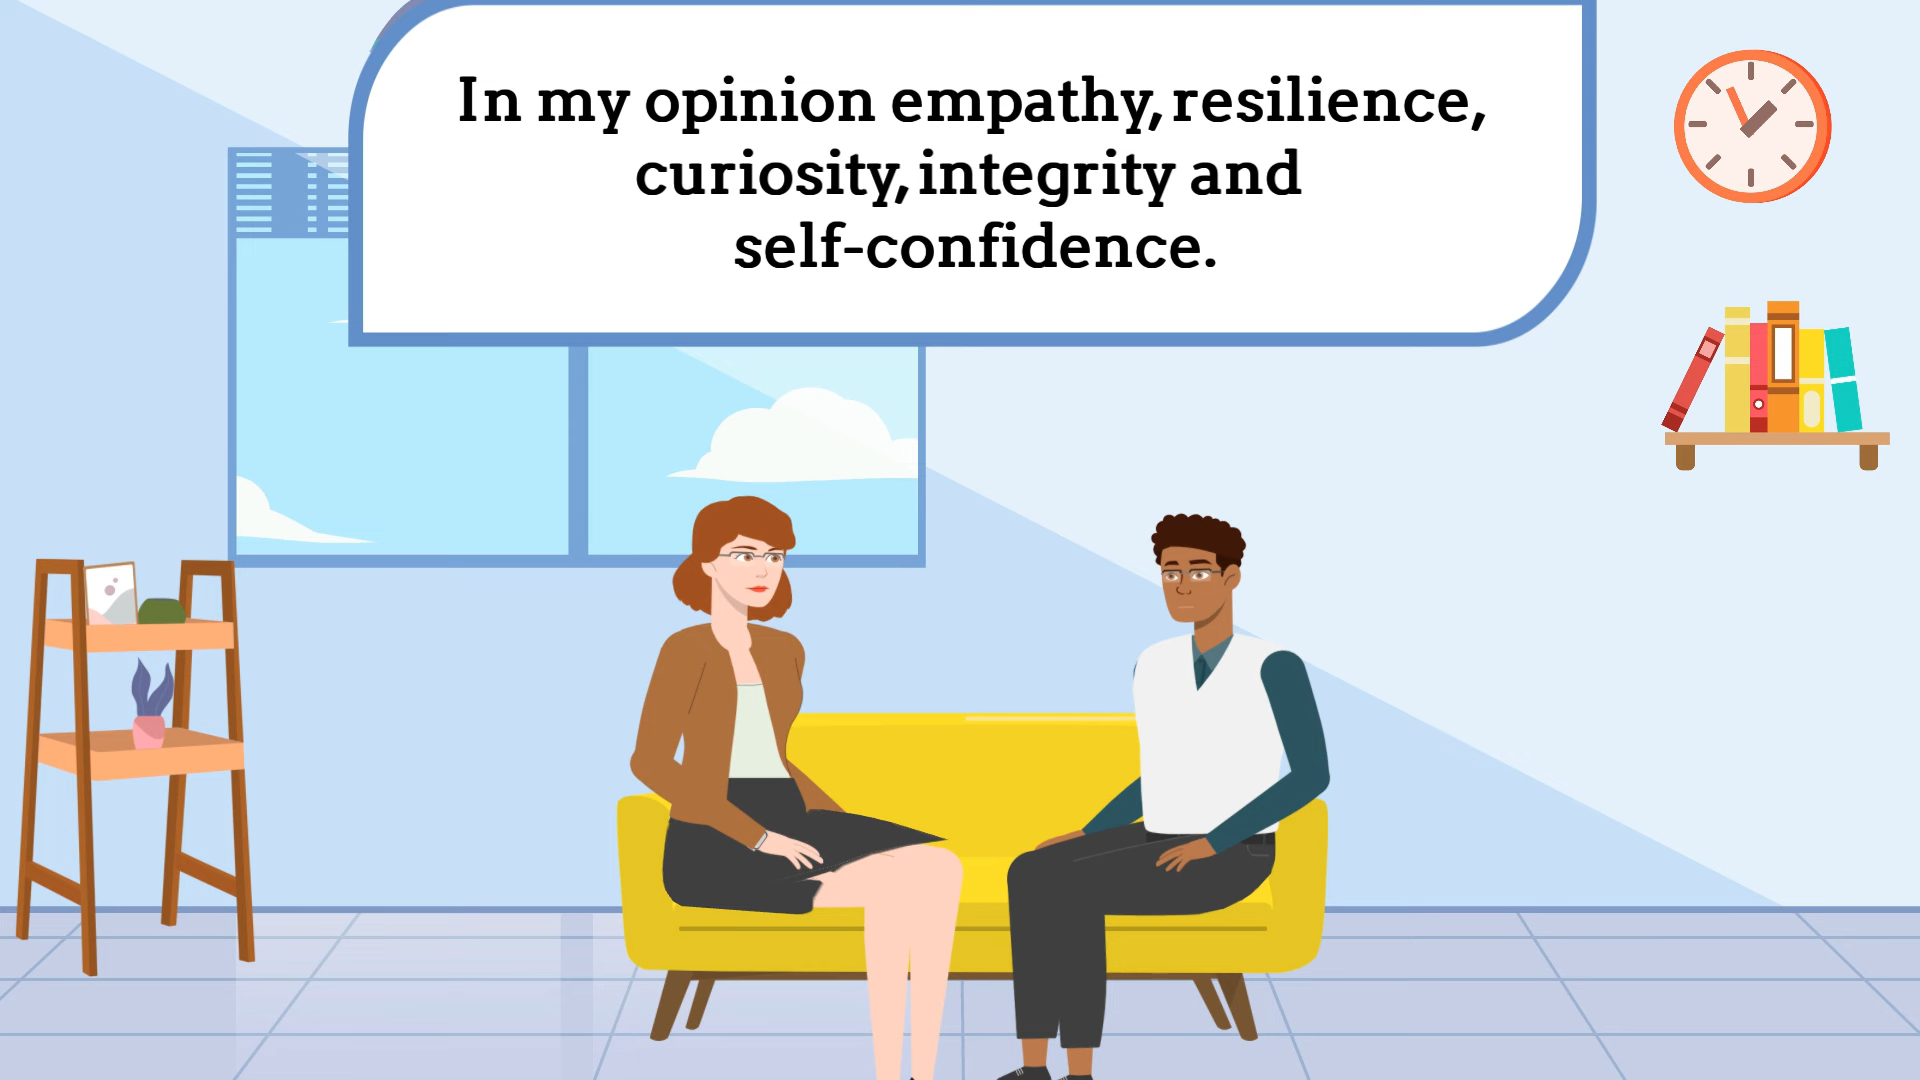 In my opinion empathy, resilience,
curiosity, integrity and
self-confidence.